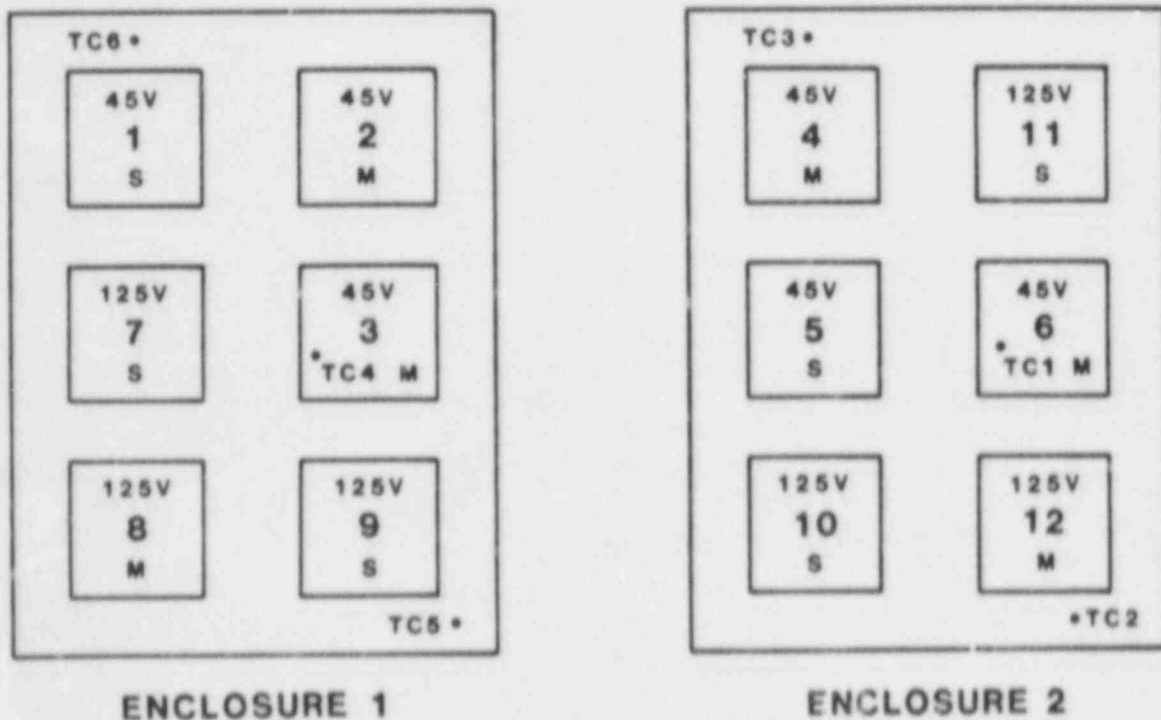 TC6 •
45V
1
S
45V
2
M
125V
7
S
45V
3
•TC4 M
125V
8
M
125V
9
S
TC5 •
ENCLOSURE 1
TC3 •
45V
4
M
125V
11
S
45V
5
S
45V
6
•TC1 M
125V
10
S
125V
12
M
•TC2
ENCLOSURE 2